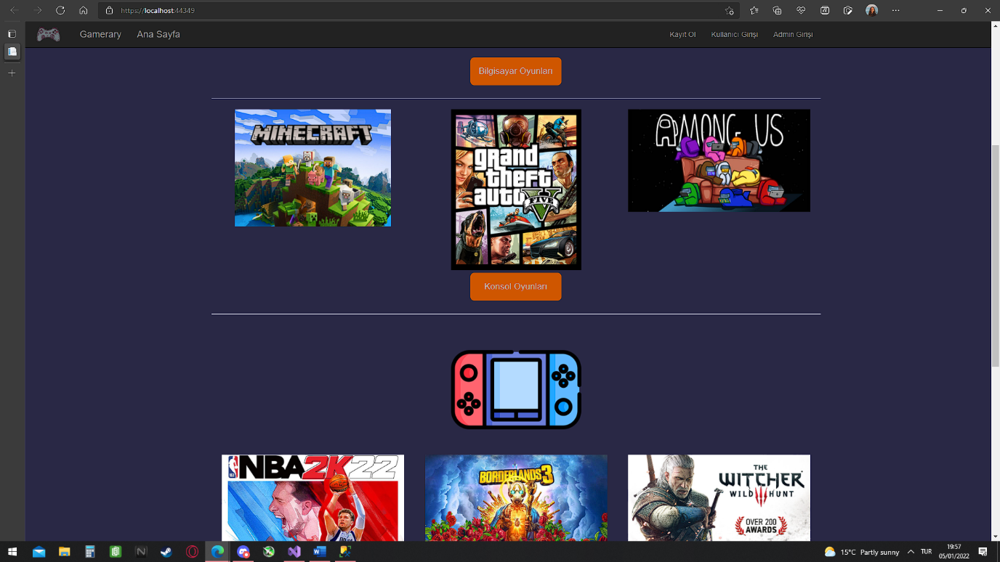 https://localhost:44349
Gamerary
Ana Sayfa
Kayıt Ol
Kullanıcı Girişi
Admin Girişi
Bilgisayar Oyunları
MINECRAFT
grand
theft
auto
V
FIVE
AMONG US
Konsol Oyunları
NBA 2K22
BORDERLANDS 3
THE
WITCHER
WILD HUNT
OVER 200
AWARDS
15°C Partly sunny
TUR
19:57
05/01/2022